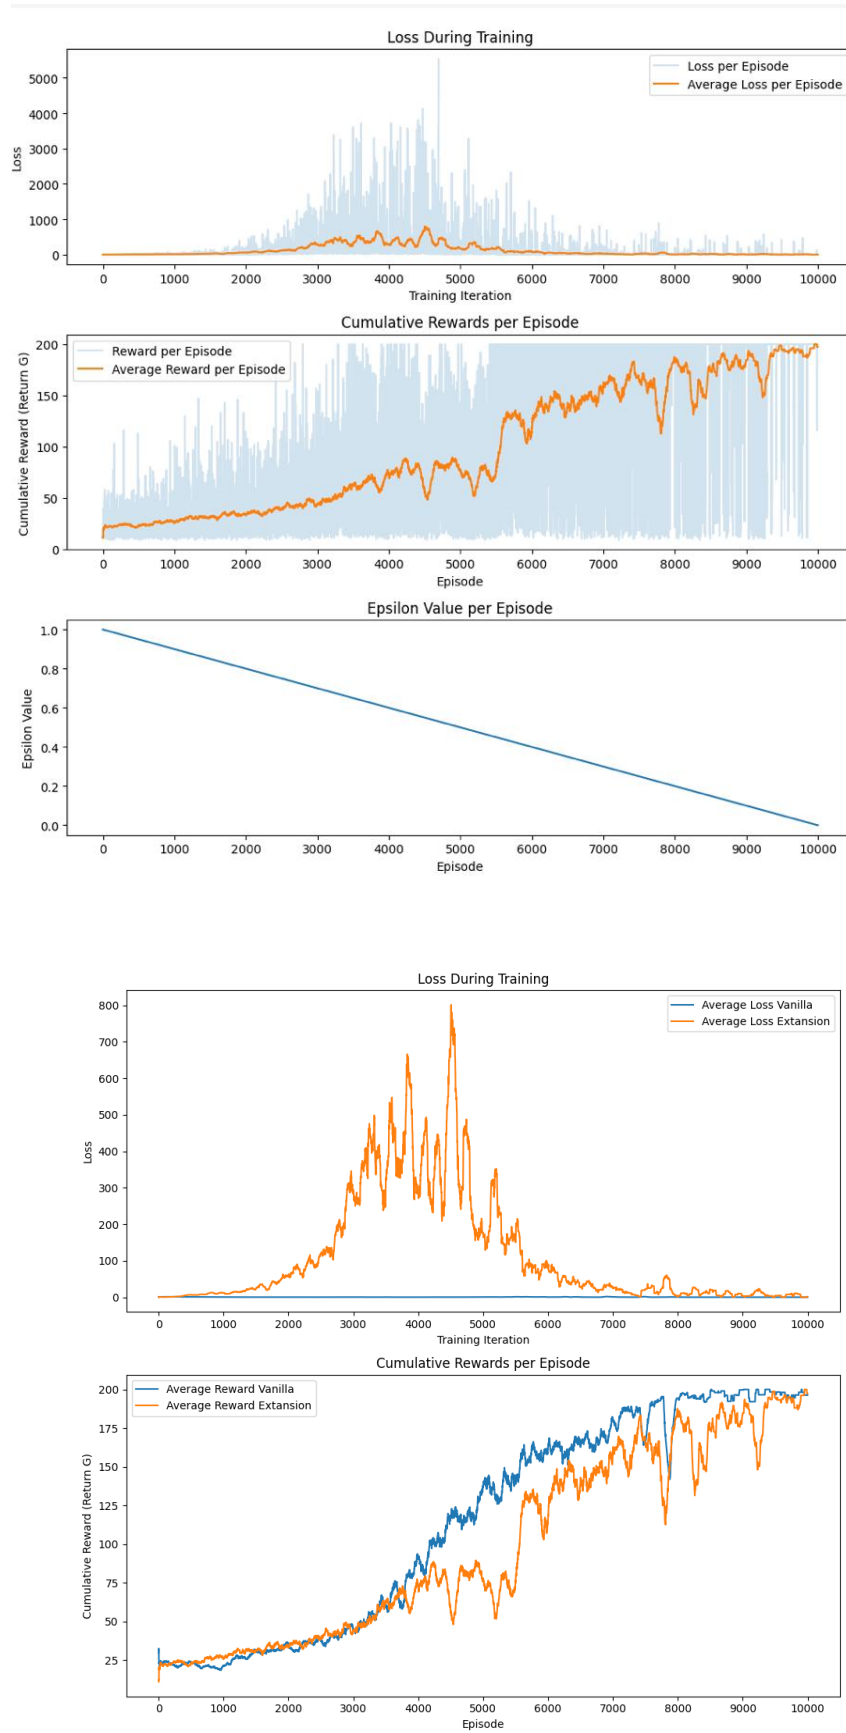 Loss During Training
Loss per Episode
Average Loss per Episode
5000
4000
3000
2000
1000
0
Loss
0 1000 2000 3000 4000 5000 6000 7000 8000 9000 10000
Training Iteration
Cumulative Rewards per Episode
Reward per Episode
Average Reward per Episode
200
150
100
50
0
Cumulative Reward (Return G)
0 1000 2000 3000 4000 5000 6000 7000 8000 9000 10000
Episode
Epsilon Value per Episode
1.0
0.8
0.6
0.4
0.2
0.0
Epsilon Value
0 1000 2000 3000 4000 5000 6000 7000 8000 9000 10000
Episode
Loss During Training
Average Loss Vanilla
Average Loss Extansion
800
700
600
500
400
300
200
100
0
Loss
0 1000 2000 3000 4000 5000 6000 7000 8000 9000 10000
Training Iteration
Cumulative Rewards per Episode
Average Reward Vanilla
Average Reward Extansion
200
175
150
125
100
75
50
25
Cumulative Reward (Return G)
0 1000 2000 3000 4000 5000 6000 7000 8000 9000 10000
Episode